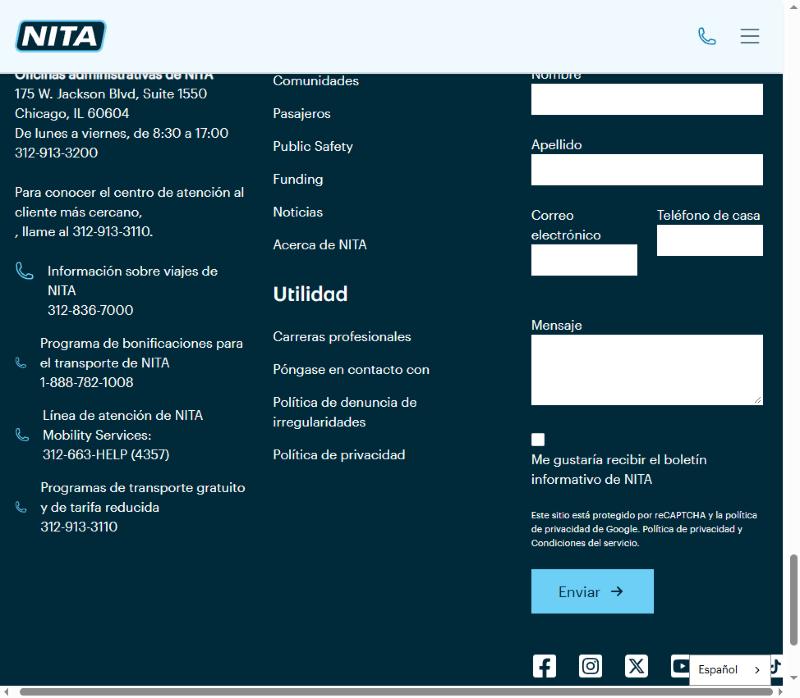 NITA
Oficinas administrativas de NITA
175 W. Jackson Blvd, Suite 1550
Chicago, IL 60604
De lunes a viernes, de 8:30 a 17:00
312-913-3200
Para conocer el centro de atención al
cliente más cercano,
, llame al 312-913-3110.
Información sobre viajes de
NITA
312-836-7000
Programa de bonificaciones para
el transporte de NITA
1-888-782-1008
Línea de atención de NITA
Mobility Services:
312-663-HELP (4357)
Programas de transporte gratuito
y de tarifa reducida
312-913-3110
Comunidades
Pasajeros
Public Safety
Funding
Noticias
Acerca de NITA
Utilidad
Carreras profesionales
Póngase en contacto con
Política de denuncia de
irregularidades
Política de privacidad
Nombre
Apellido
Correo
electrónico
Teléfono de casa
Mensaje
Me gustaría recibir el boletín
informativo de NITA
Este sitio está protegido por reCAPTCHA y la política
de privacidad de Google. Política de privacidad y
Condiciones del servicio.
Enviar
Español